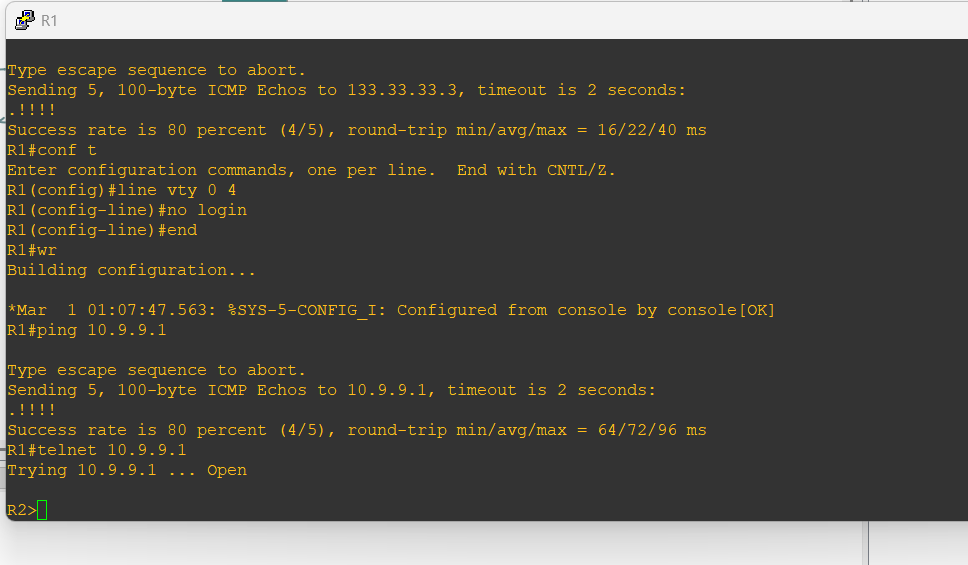 R1
Type escape sequence to abort.
Sending 5, 100-byte ICMP Echos to 133.33.33.3, timeout is 2 seconds:
.!!!!
Success rate is 80 percent (4/5), round-trip min/avg/max = 16/22/40 ms
R1#conf t
Enter configuration commands, one per line.  End with CNTL/Z.
R1(config)#line vty 0 4
R1(config-line)#no login
R1(config-line)#end
R1#wr
Building configuration...
*Mar  1 01:07:47.563: %SYS-5-CONFIG_I: Configured from console by console[OK]
R1#ping 10.9.9.1
Type escape sequence to abort.
Sending 5, 100-byte ICMP Echos to 10.9.9.1, timeout is 2 seconds:
.!!!!
Success rate is 80 percent (4/5), round-trip min/avg/max = 64/72/96 ms
R1#telnet 10.9.9.1
Trying 10.9.9.1 ... Open
R2>